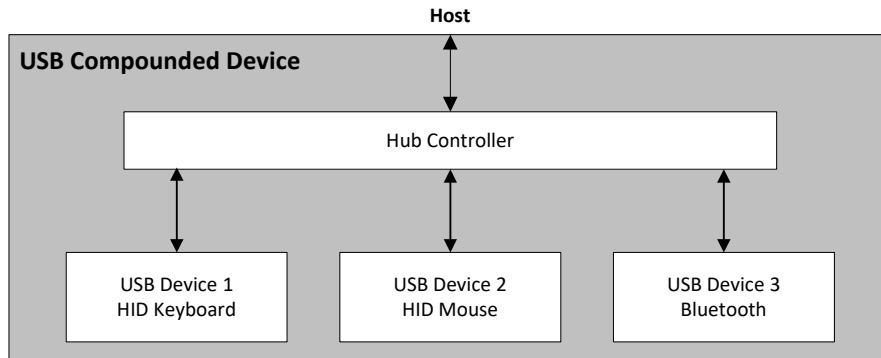 Host
USB Compounded Device
Hub Controller
USB Device 1
HID Keyboard
USB Device 2
HID Mouse
USB Device 3
Bluetooth